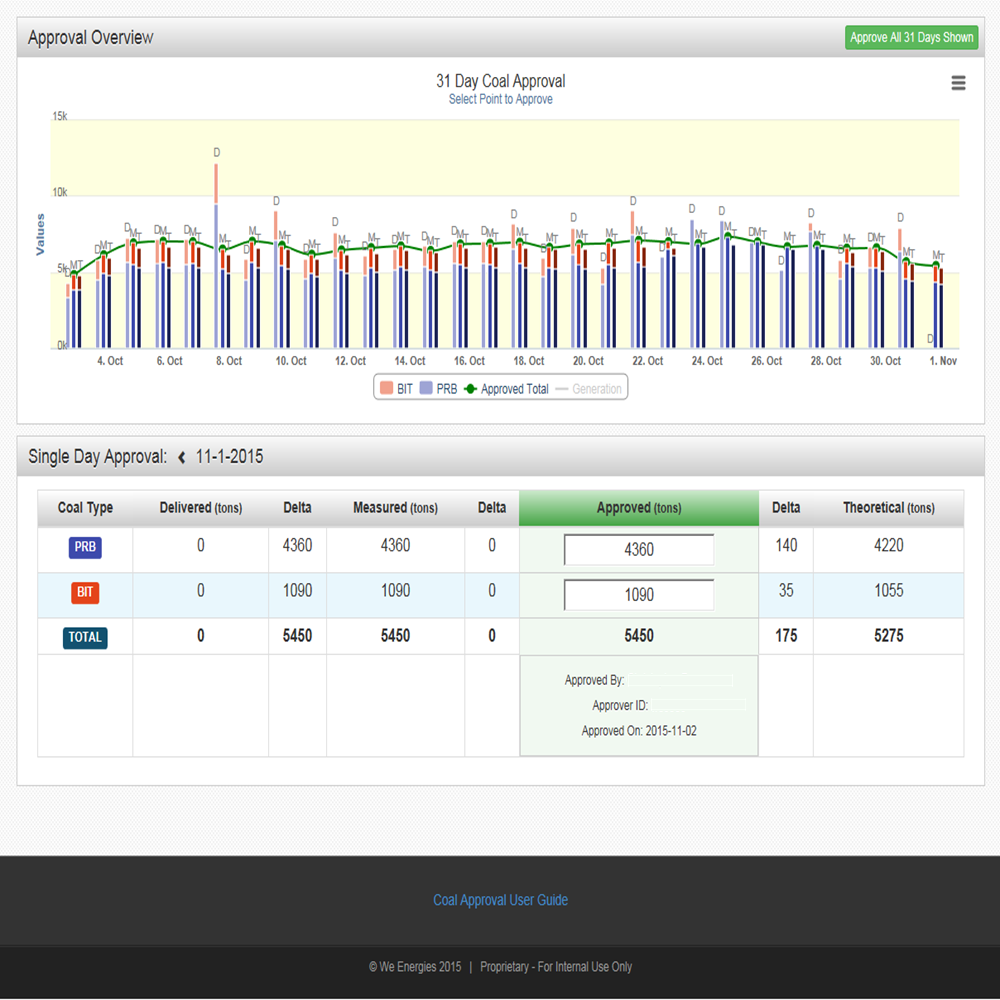 Approval Overview Approve All 31 Days Shown
31 Day Coal Approval
Select Point to Approve
15k
10k
5k
0k
Values
D M T
4. Oct 6. Oct 8. Oct 10. Oct 12. Oct 14. Oct 16. Oct 18. Oct 20. Oct 22. Oct 24. Oct 26. Oct 28. Oct 30. Oct 1. Nov
BIT PRB Approved Total Generation
Single Day Approval: 11-1-2015
Coal Type Delivered (tons) Delta Measured (tons) Delta Approved (tons) Delta Theoretical (tons)
PRB 0 4360 4360 0 4360 140 4220
BIT 0 1090 1090 0 1090 35 1055
TOTAL 0 5450 5450 0 5450 175 5275
Approved By:
Approver ID:
Approved On: 2015-11-02
Coal Approval User Guide
© We Energies 2015 | Proprietary - For Internal Use Only